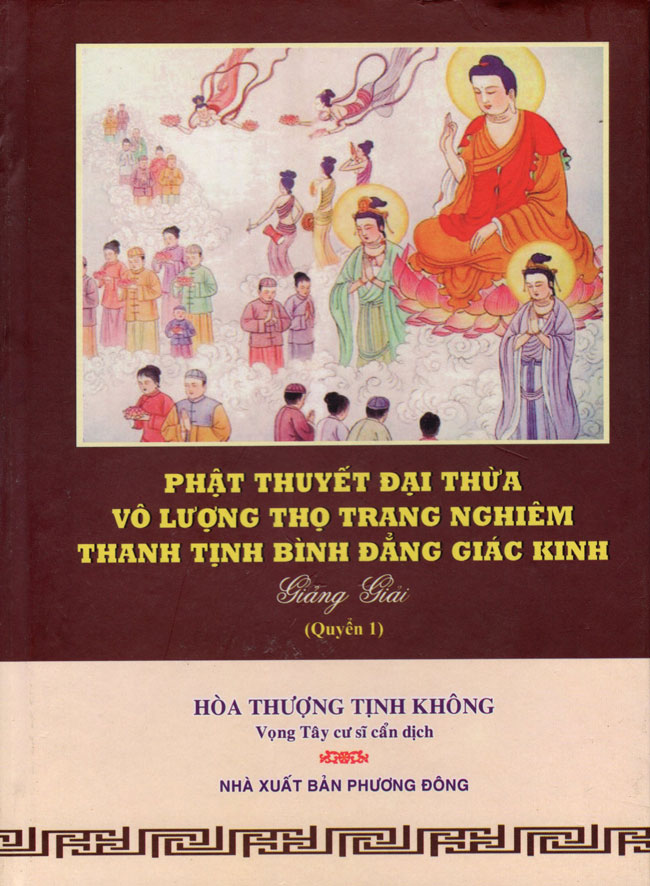 PHẬT THUYẾT ĐẠI THỪA
VÔ LƯỢNG THỌ TRANG NGHIÊM
THANH TỊNH BÌNH ĐẲNG GIÁC KINH
Giảng Giải
(Quyển 1)
HÒA THƯỢNG TỊNH KHÔNG
Vọng Tây cư sĩ cẩn dịch
NHÀ XUẤT BẢN PHƯƠNG ĐÔNG